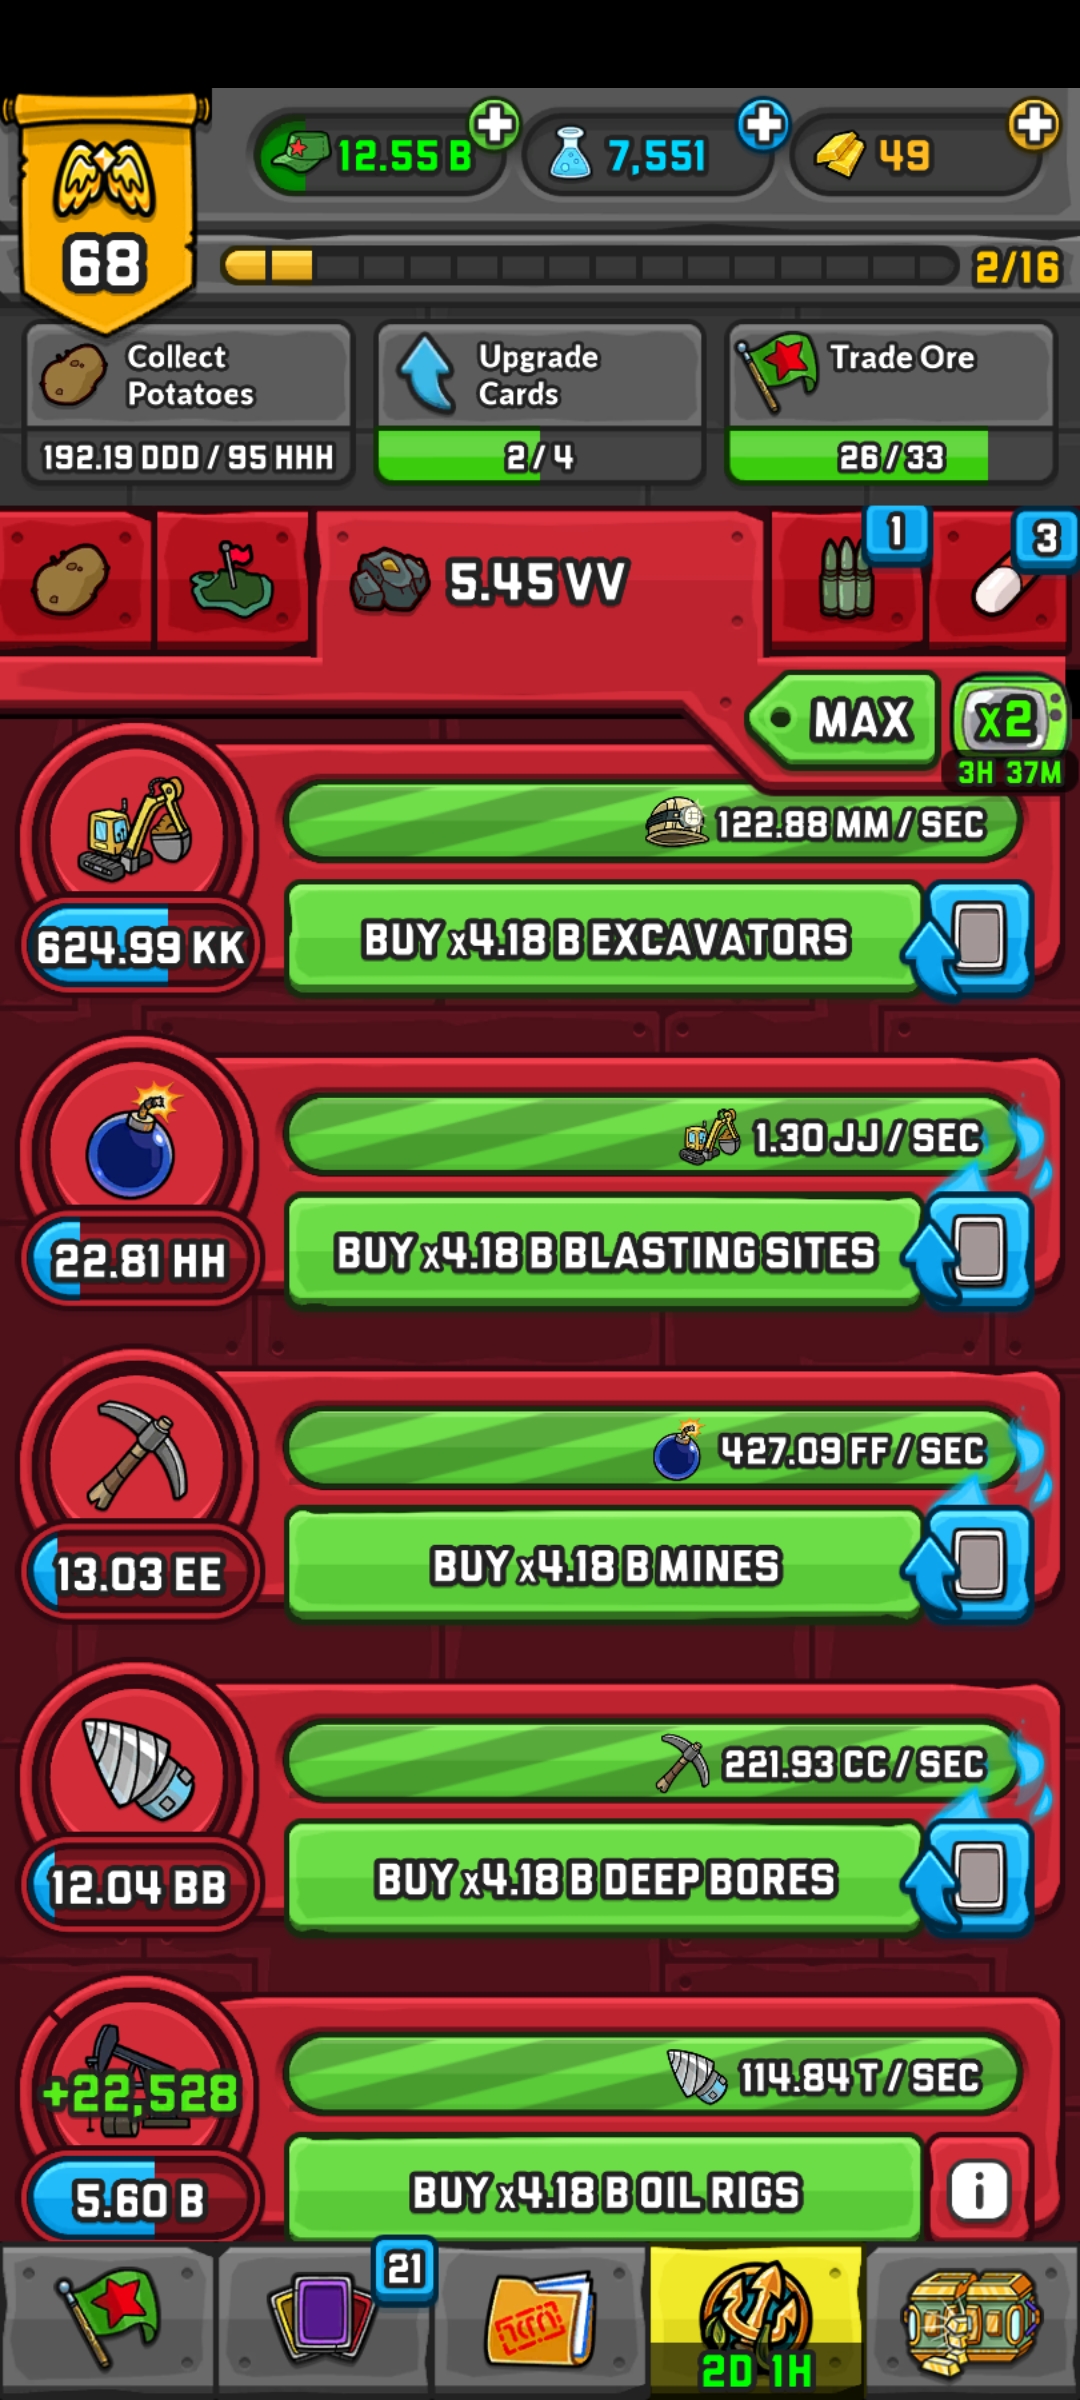 12.55 B
7,551
49
68
2/16
Collect
Potatoes
192.19 DDD / 95 HHH
Upgrade
Cards
2/4
Trade Ore
26/33
5.45 VV
1
3
MAX
x2
3H 37M
122.88 MM / SEC
624.99 KK
BUY x4.18 B EXCAVATORS
1.30 JJ / SEC
22.81 HH
BUY x4.18 B BLASTING SITES
427.09 FF / SEC
13.03 EE
BUY x4.18 B MINES
221.93 CC / SEC
12.04 BB
BUY x4.18 B DEEP BORES
+22,528
114.84 T / SEC
5.60 B
BUY x4.18 B OIL RIGS
i
21
2D 1H